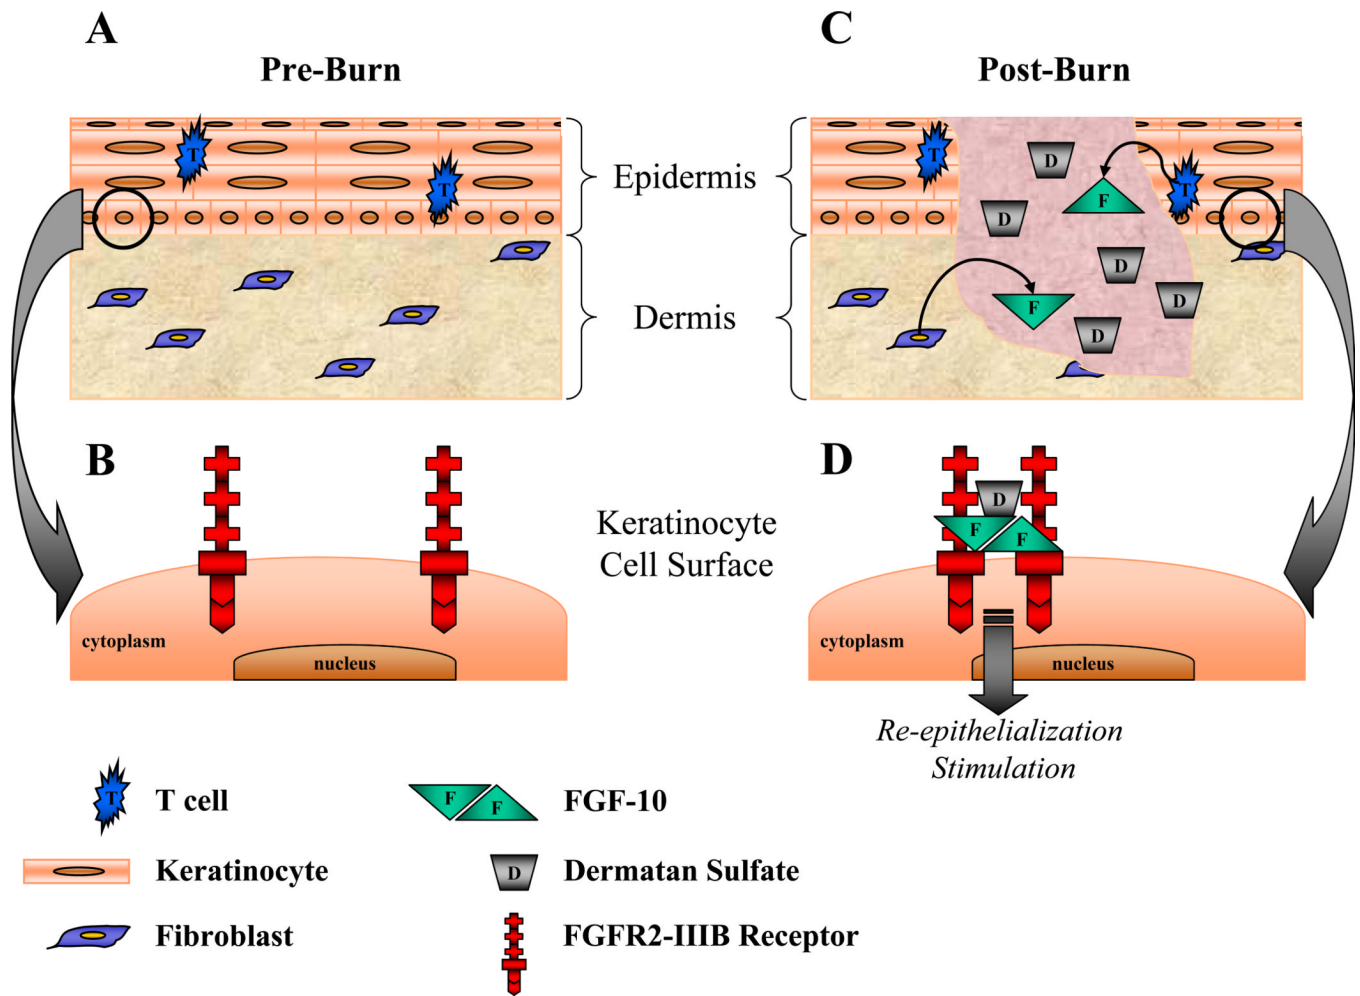 A
Pre-Burn
C
Post-Burn
T
T
Epidermis
Dermis
T
D
T
F
D
D
D
F
D
B
Keratinocyte
Cell Surface
cytoplasm
nucleus
D
D
F
F
cytoplasm
nucleus
Re-epithelialization
Stimulation
T
T cell
F
F
FGF-10
Keratinocyte
D
Dermatan Sulfate
Fibroblast
FGFR2-IIIB Receptor